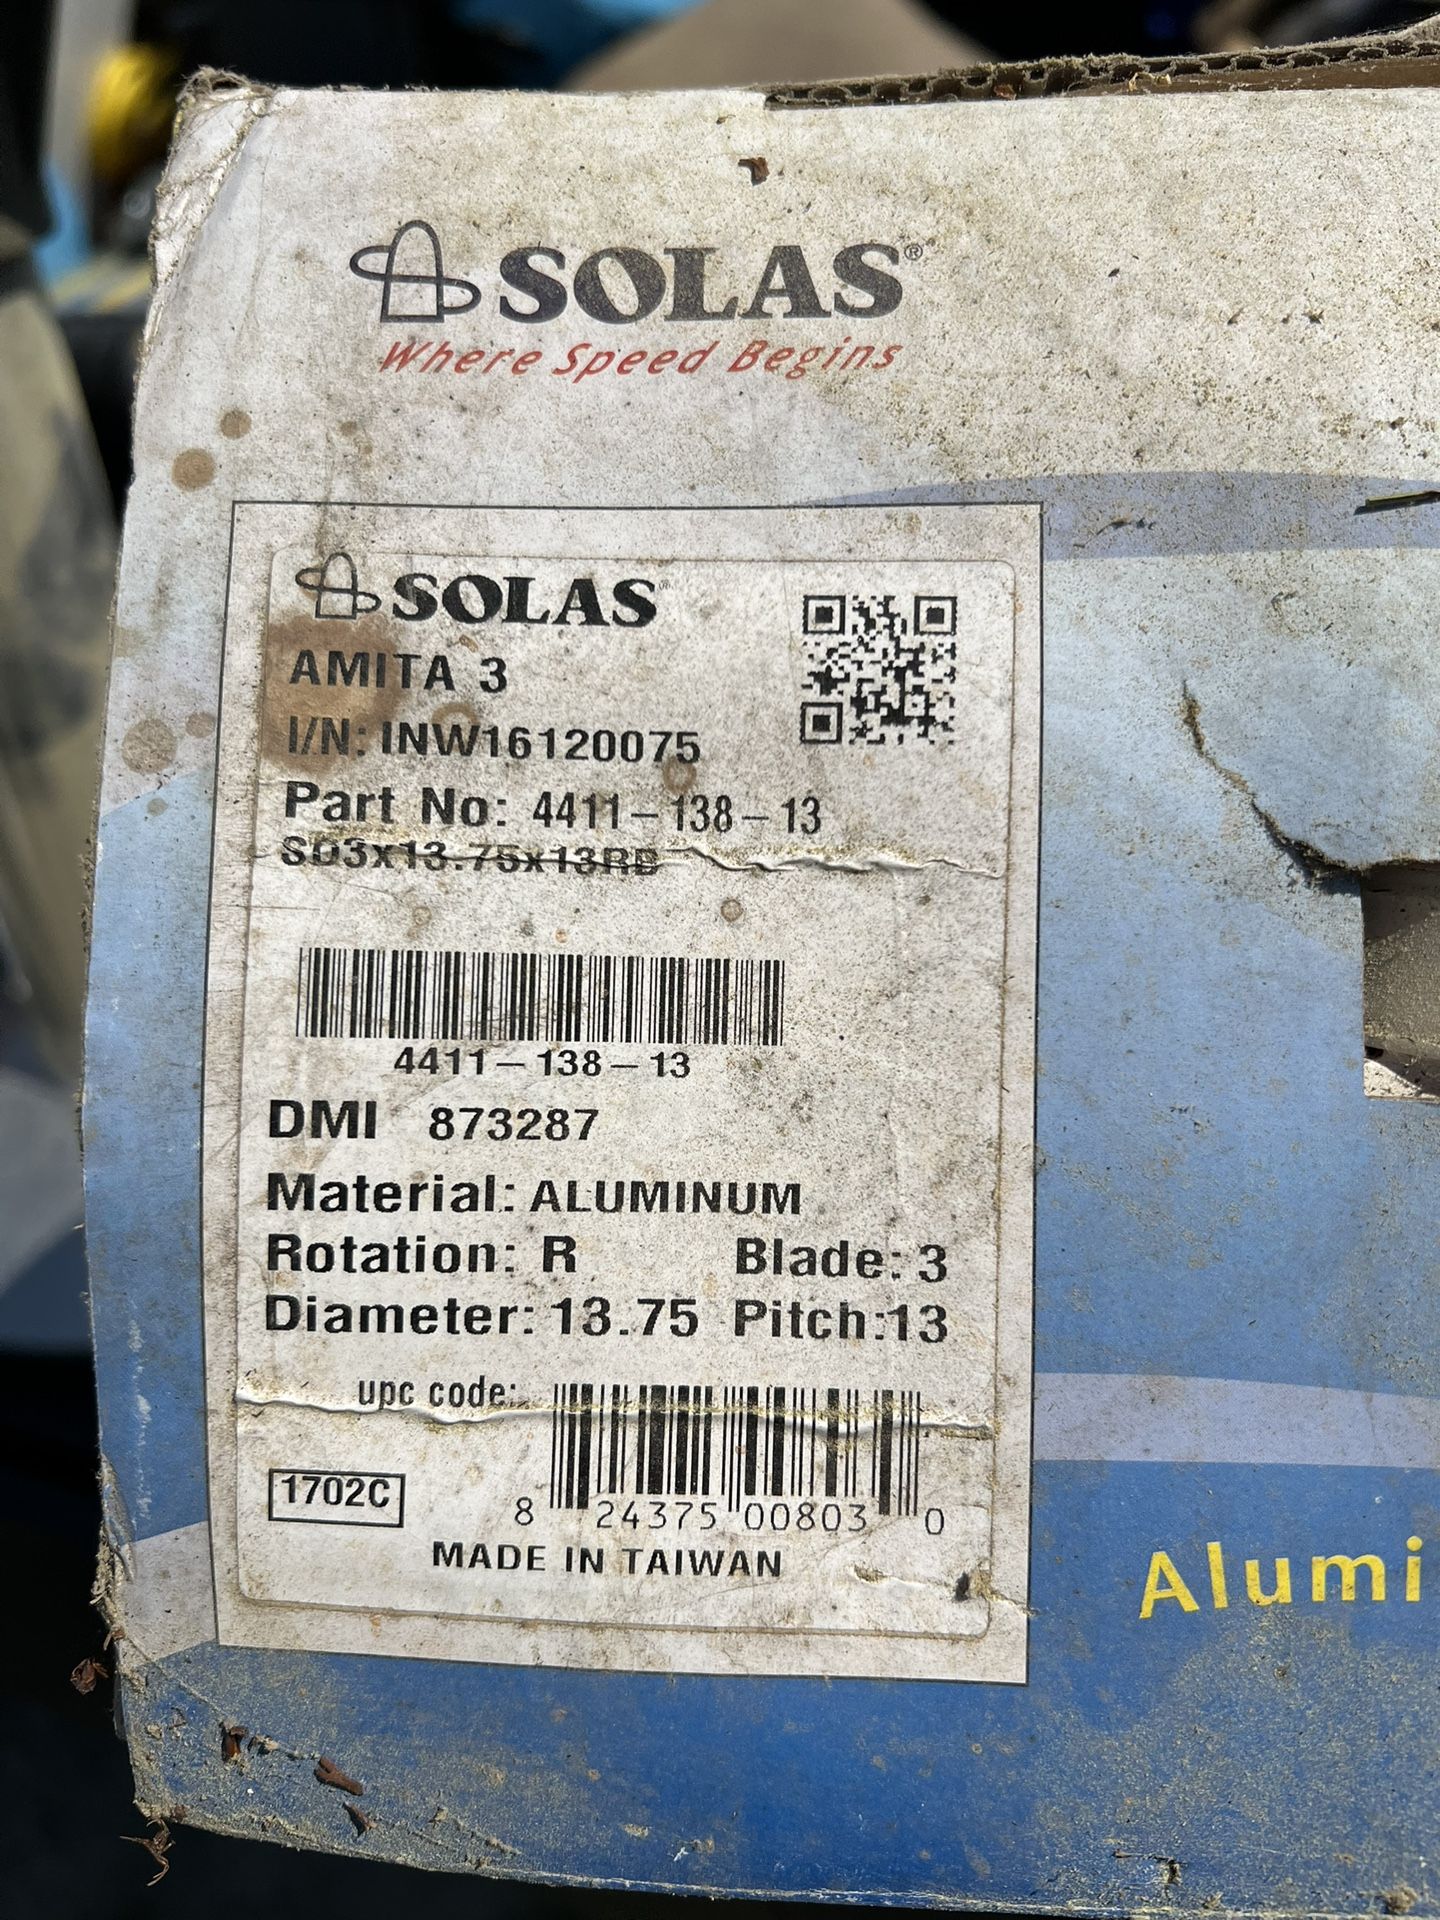 SOLAS®
Where Speed Begins
SOLAS®
AMITA 3
I/N: INW16120075
Part No: 4411-138-13
SO3x13.75x13RB
4411-138-13
DMI 873287
Material: ALUMINUM
Rotation: R Blade: 3
Diameter: 13.75 Pitch:13
upc code:
8 24375 00803 0
1702C
MADE IN TAIWAN
Alumi